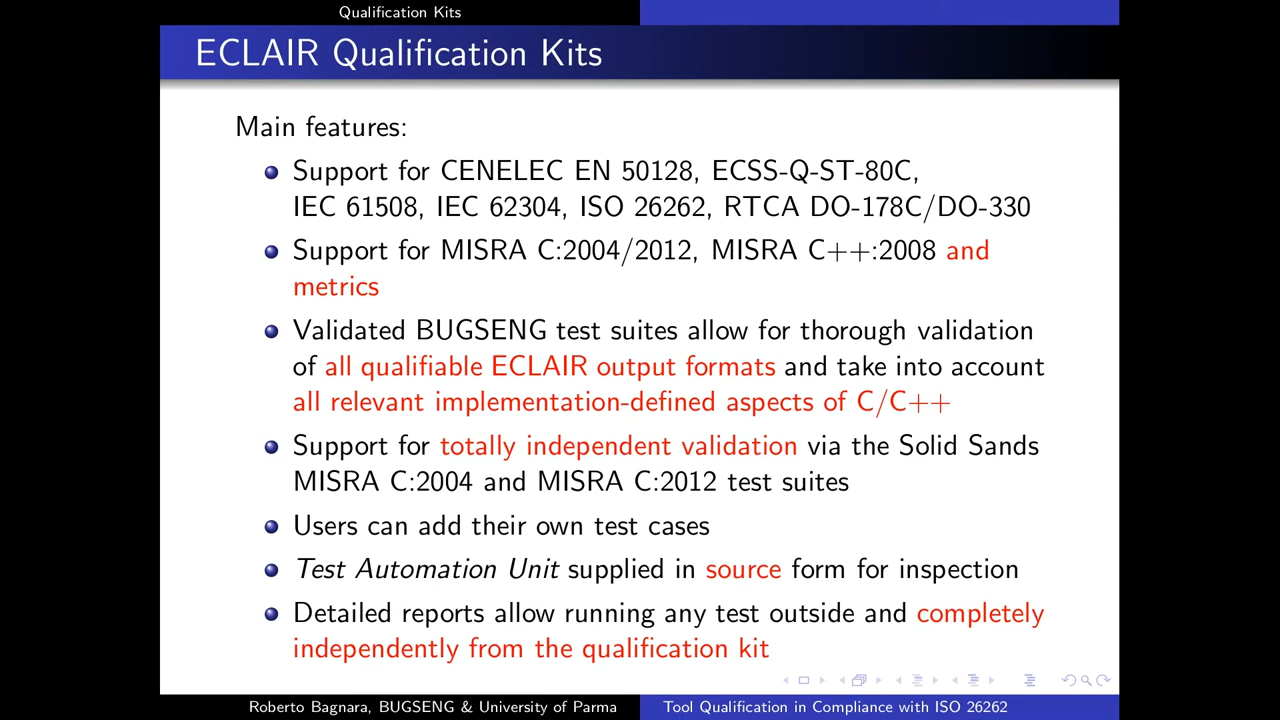 Qualification Kits
ECLAIR Qualification Kits
Main features:
Support for CENELEC EN 50128, ECSS-Q-ST-80C,
IEC 61508, IEC 62304, ISO 26262, RTCA DO-178C/DO-330
Support for MISRA C:2004/2012, MISRA C++:2008 and
metrics
Validated BUGSENG test suites allow for thorough validation
of all qualifiable ECLAIR output formats and take into account
all relevant implementation-defined aspects of C/C++
Support for totally independent validation via the Solid Sands
MISRA C:2004 and MISRA C:2012 test suites
Users can add their own test cases
Test Automation Unit supplied in source form for inspection
Detailed reports allow running any test outside and completely
independently from the qualification kit
Roberto Bagnara, BUGSENG & University of Parma
Tool Qualification in Compliance with ISO 26262